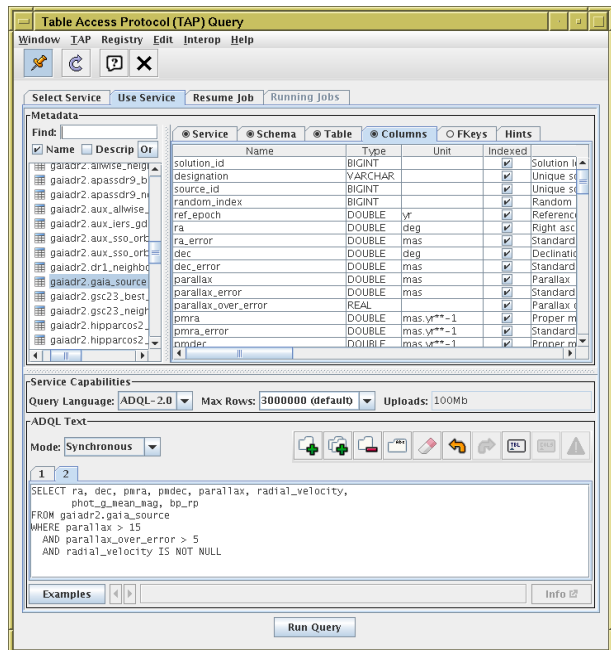 Table Access Protocol (TAP) Query
Window TAP Registry Edit Interop Help
Select Service Use Service Resume Job Running Jobs
Metadata
Find:
Name Descrip Or
gaiadr2.allwise_neigh
gaiadr2.apassdr9_b
gaiadr2.apassdr9_ne
gaiadr2.aux_allwise_
gaiadr2.aux_iers_gd
gaiadr2.aux_sso_orb
gaiadr2.aux_sso_orb
gaiadr2.dr1_neighbo
gaiadr2.gaia_source
gaiadr2.gsc23_best_
gaiadr2.gsc23_neigh
gaiadr2.hipparcos2_
gaiadr2.hipparcos2_
Service Schema Table Columns FKeys Hints
Name Type Unit Indexed
solution_id BIGINT Solution I
designation VARCHAR Unique so
source_id BIGINT Unique so
random_index BIGINT Random
ref_epoch DOUBLE yr Reference
ra DOUBLE deg Right asc
ra_error DOUBLE mas Standard
dec DOUBLE deg Declinatio
dec_error DOUBLE mas Standard
parallax DOUBLE mas Parallax
parallax_error DOUBLE mas Standard
parallax_over_error REAL Parallax d
pmra DOUBLE mas.yr**-1 Proper m
pmra_error DOUBLE mas.yr**-1 Standard
pmdec DOUBLE mas.yr**-1 Proper m
Service Capabilities
Query Language: ADQL-2.0 Max Rows: 3000000 (default) Uploads: 100Mb
ADQL Text
Mode: Synchronous
Abc TBL
1 2
SELECT ra, dec, pmra, pmdec, parallax, radial_velocity,
phot_g_mean_mag, bp_rp
FROM gaiadr2.gaia_source
WHERE parallax > 15
AND parallax_over_error > 5
AND radial_velocity IS NOT NULL
Examples Info
Run Query